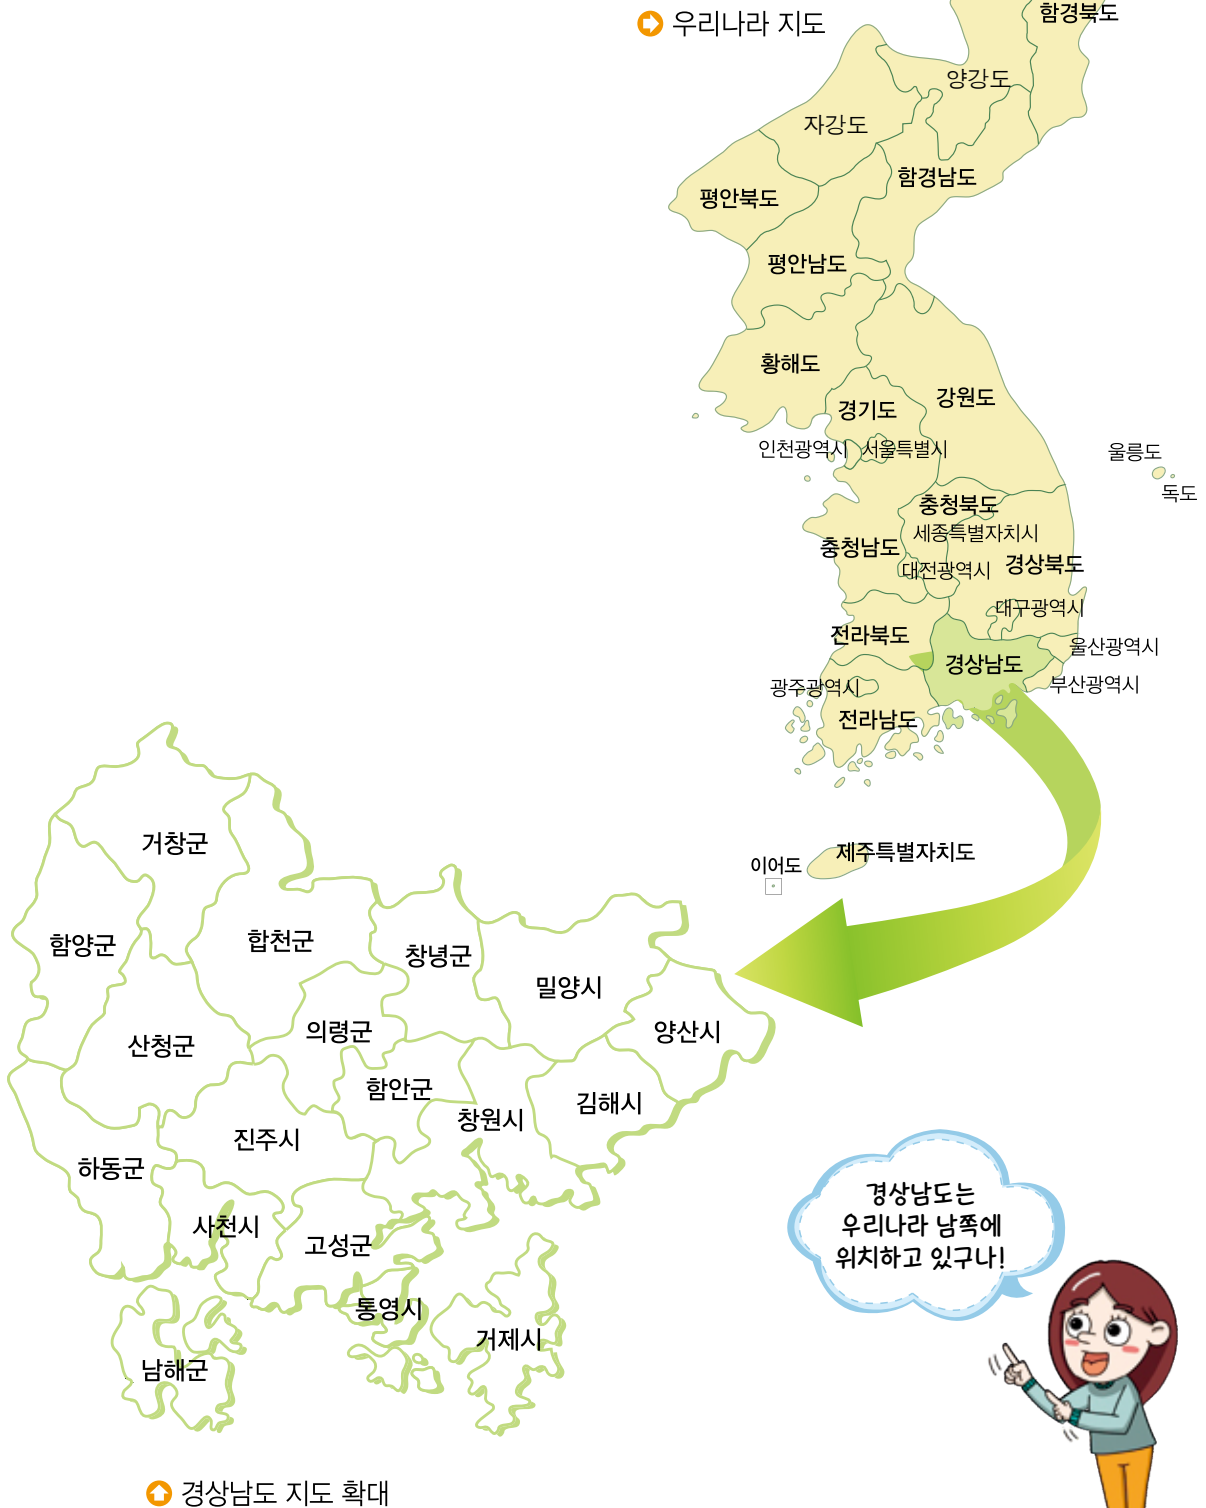 우리나라 지도
함경북도
양강도
자강도
함경남도
평안북도
평안남도
황해도
강원도
경기도
인천광역시
서울특별시
울릉도
독도
충청북도
세종특별자치시
충청남도
대전광역시
경상북도
대구광역시
전라북도
울산광역시
경상남도
부산광역시
광주광역시
전라남도
제주특별자치도
이어도
거창군
함양군
합천군
창녕군
밀양시
산청군
의령군
양산시
함안군
김해시
창원시
진주시
하동군
사천시
고성군
통영시
거제시
남해군
경상남도는
우리나라 남쪽에
위치하고 있구나!
경상남도 지도 확대